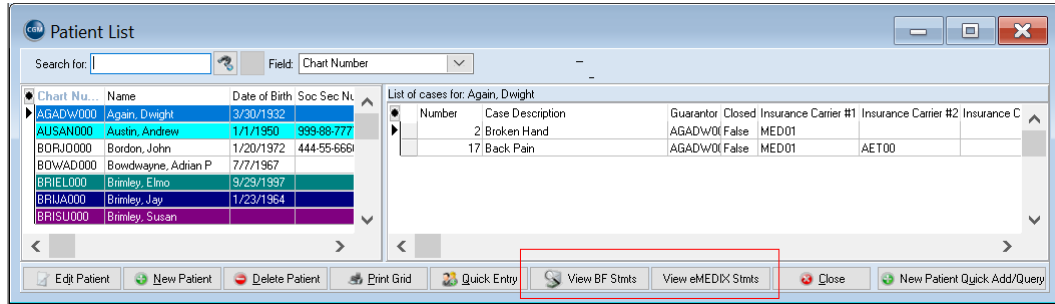 CGM Patient List
Search for: Field: Chart Number
Chart Nu... Name Date of Birth Soc Sec Nu
AGADW000 Again, Dwight 3/30/1932
AUSAN000 Austin, Andrew 1/1/1950 999-88-777
BORJO000 Bordon, John 1/20/1972 444-55-666
BOWAD000 Bowdwayne, Adrian P 7/7/1967
BRIEL000 Brimley, Elmo 9/29/1997
BRIJA000 Brimley, Jay 1/23/1964
BRISU000 Brimley, Susan
List of cases for: Again, Dwight
Number Case Description Guarantor Closed Insurance Carrier #1 Insurance Carrier #2 Insurance C
2 Broken Hand AGADW0 False MED01
17 Back Pain AGADW0 False MED01 AET00
Edit Patient New Patient Delete Patient Print Grid Quick Entry View BF Stmts View eMEDIX Stmts Close New Patient Quick Add/Query